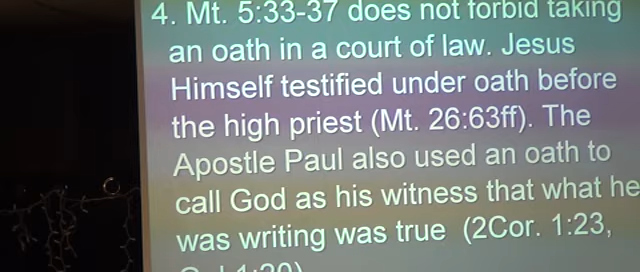 4. Mt. 5:33-37 does not forbid taking
an oath in a court of law. Jesus
Himself testified under oath before
the high priest (Mt. 26:63ff). The
Apostle Paul also used an oath to
call God as his witness that what he
was writing was true (2Cor. 1:23,
1:20)